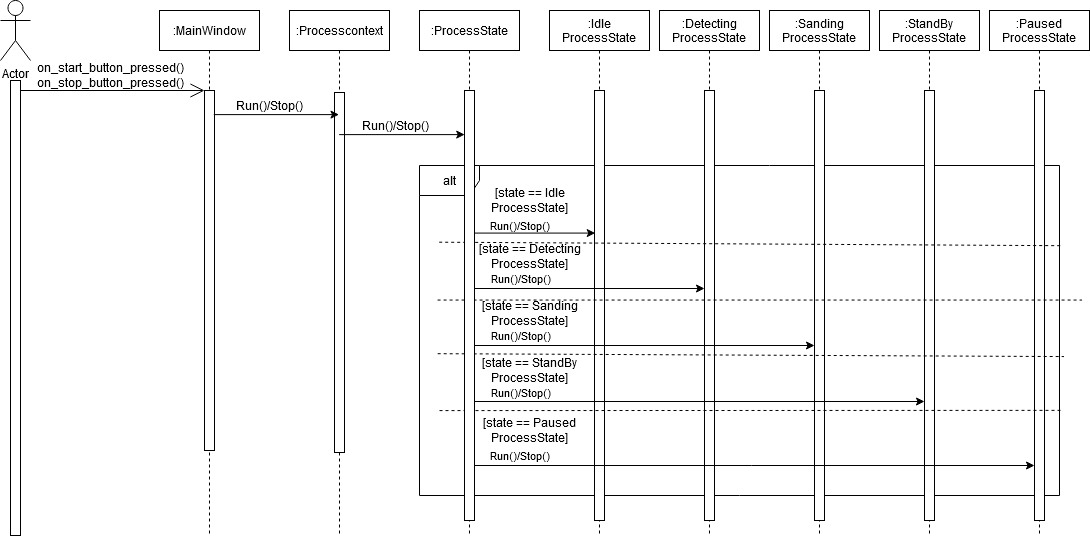 :MainWindow
:Processcontext
:ProcessState
:Idle
ProcessState
:Detecting
ProcessState
:Sanding
ProcessState
:StandBy
ProcessState
:Paused
ProcessState
Actor
on_start_button_pressed()
on_stop_button_pressed()
Run()/Stop()
Run()/Stop()
alt
[state == Idle
ProcessState]
Run()/Stop()
[state == Detecting
ProcessState]
Run()/Stop()
[state == Sanding
ProcessState]
Run()/Stop()
[state == StandBy
ProcessState]
Run()/Stop()
[state == Paused
ProcessState]
Run()/Stop()